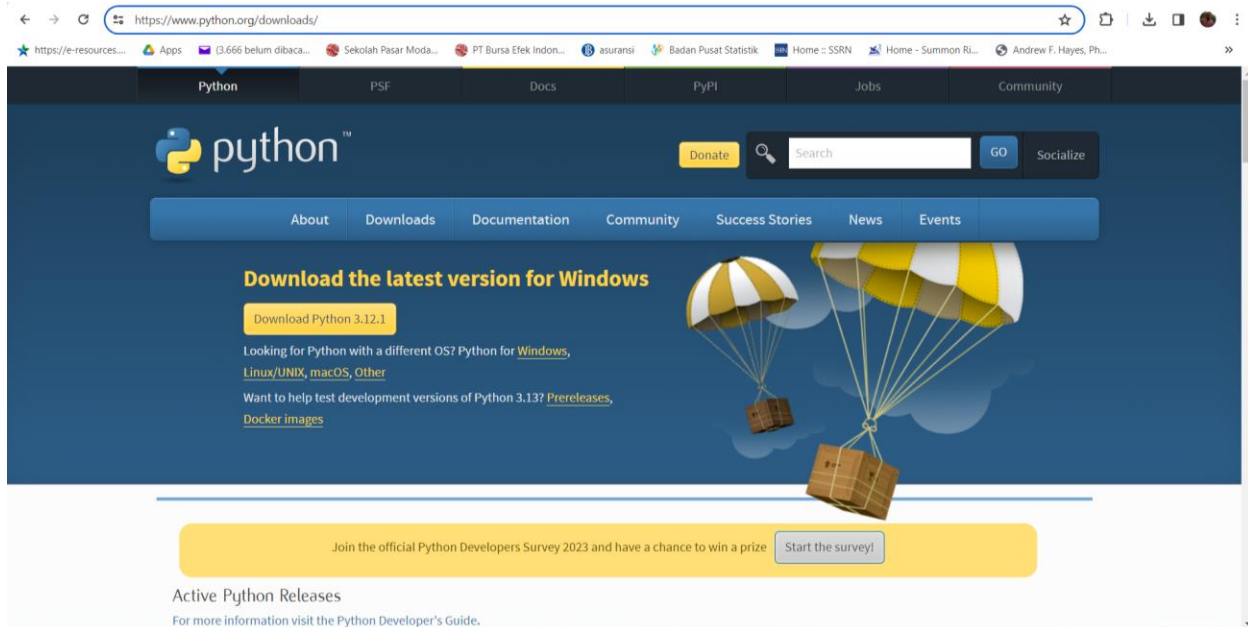 https://www.python.org/downloads/
https://e-resources.... Apps (3.666 belum dibaca... Sekolah Pasar Moda... PT Bursa Efek Indon... asuransi Badan Pusat Statistik Home :: SSRN Home - Summon Ri... Andrew F. Hayes, Ph... »
Python PSF Docs PyPI Jobs Community
python™
Donate Search GO Socialize
About Downloads Documentation Community Success Stories News Events
Download the latest version for Windows
Download Python 3.12.1
Looking for Python with a different OS? Python for Windows,
Linux/UNIX, macOS, Other
Want to help test development versions of Python 3.13? Prereleases,
Docker images
Join the official Python Developers Survey 2023 and have a chance to win a prize Start the survey!
Active Python Releases
For more information visit the Python Developer's Guide.